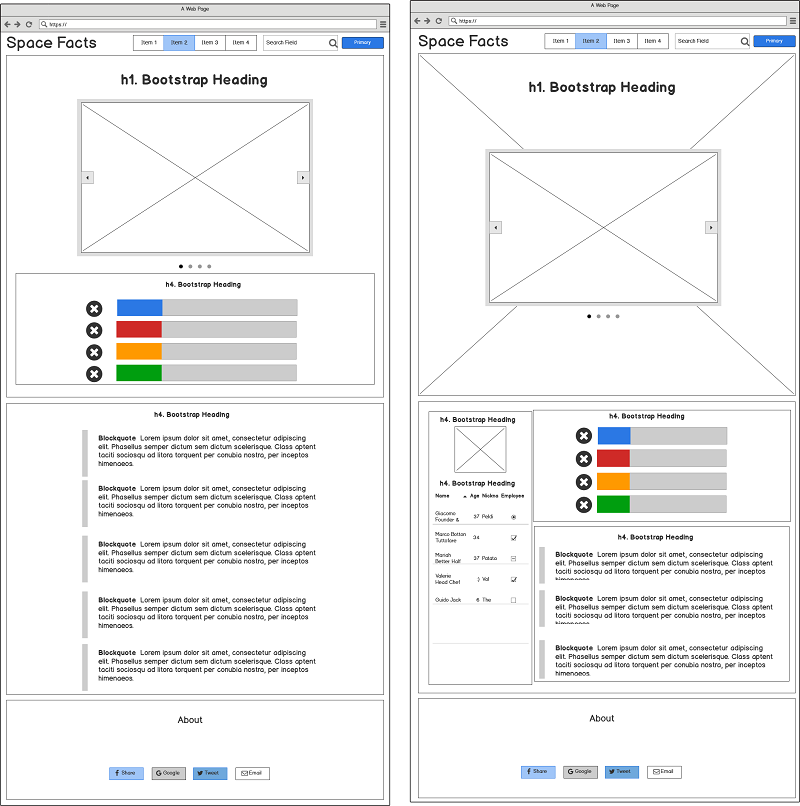 A Web Page
https://
Space Facts
Item 1 Item 2 Item 3 Item 4
Search Field
Primary
h1. Bootstrap Heading
h4. Bootstrap Heading
h4. Bootstrap Heading
Blockquote Lorem ipsum dolor sit amet, consectetur adipiscing
elit. Phasellus semper dictum sem dictum scelerisque. Class aptent
taciti sociosqu ad litora torquent per conubia nostra, per inceptos
himenaeos.
Blockquote Lorem ipsum dolor sit amet, consectetur adipiscing
elit. Phasellus semper dictum sem dictum scelerisque. Class aptent
taciti sociosqu ad litora torquent per conubia nostra, per inceptos
himenaeos.
Blockquote Lorem ipsum dolor sit amet, consectetur adipiscing
elit. Phasellus semper dictum sem dictum scelerisque. Class aptent
taciti sociosqu ad litora torquent per conubia nostra, per inceptos
himenaeos.
Blockquote Lorem ipsum dolor sit amet, consectetur adipiscing
elit. Phasellus semper dictum sem dictum scelerisque. Class aptent
taciti sociosqu ad litora torquent per conubia nostra, per inceptos
himenaeos.
Blockquote Lorem ipsum dolor sit amet, consectetur adipiscing
elit. Phasellus semper dictum sem dictum scelerisque. Class aptent
taciti sociosqu ad litora torquent per conubia nostra, per inceptos
himenaeos.
About
Share Google Tweet Email
A Web Page
https://
Space Facts
Item 1 Item 2 Item 3 Item 4
Search Field
Primary
h1. Bootstrap Heading
h4. Bootstrap Heading
h4. Bootstrap Heading
Name Age Nickna Employee
Giacomo
Founder & 37 Peldi
Marco Botton
Tuttofare 34
Mariah
Better Half 37 Patata
Valerie
Head Chef :) Val
Guido Jack 6 The
h4. Bootstrap Heading
h4. Bootstrap Heading
Blockquote Lorem ipsum dolor sit amet, consectetur adipiscing
elit. Phasellus semper dictum sem dictum scelerisque. Class aptent
taciti sociosqu ad litora torquent per conubia nostra, per inceptos
himenaeos.
Blockquote Lorem ipsum dolor sit amet, consectetur adipiscing
elit. Phasellus semper dictum sem dictum scelerisque. Class aptent
taciti sociosqu ad litora torquent per conubia nostra, per inceptos
himenaeos.
Blockquote Lorem ipsum dolor sit amet, consectetur adipiscing
elit. Phasellus semper dictum sem dictum scelerisque. Class aptent
taciti sociosqu ad litora torquent per conubia nostra, per inceptos
himenaeos.
About
Share Google Tweet Email